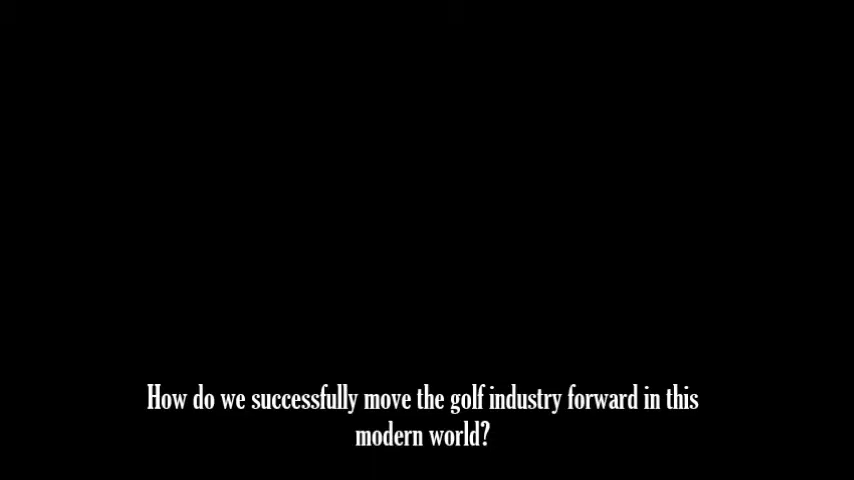 How do we successfully move the golf industry forward in this
modern world?